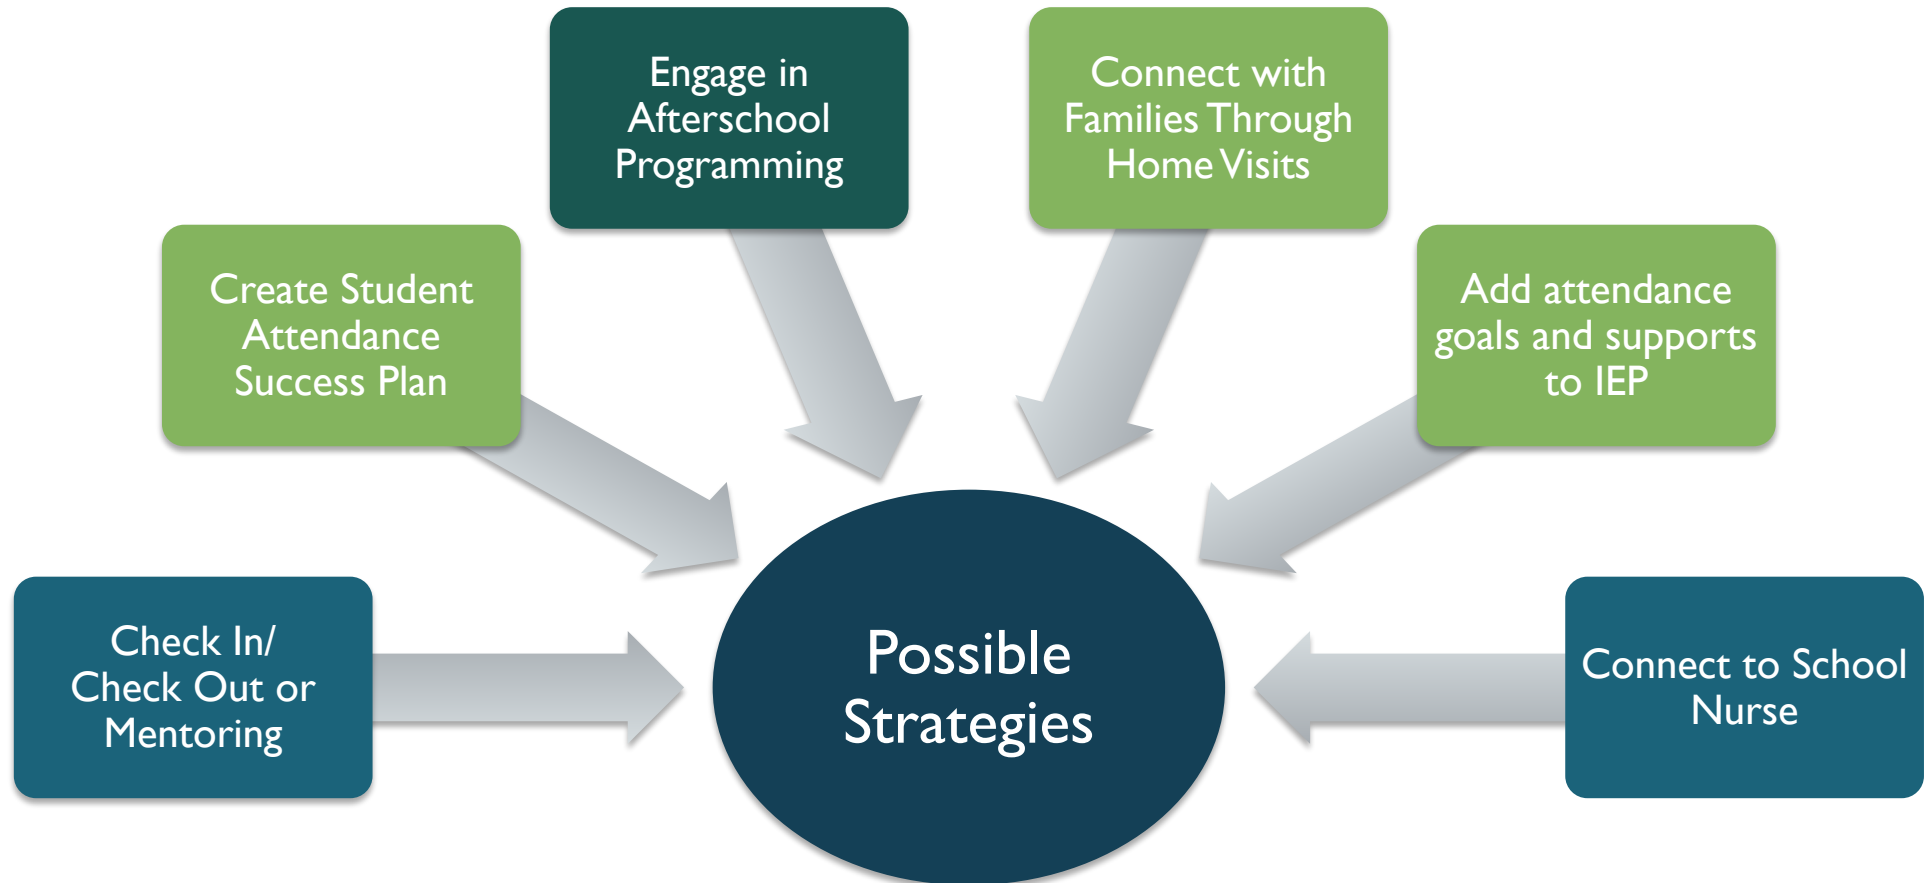 Engage in
Afterschool
Programming
Connect with
Families Through
Home Visits
Create Student
Attendance
Success Plan
Add attendance
goals and supports
to IEP
Check In/
Check Out or
Mentoring
Possible
Strategies
Connect to School
Nurse